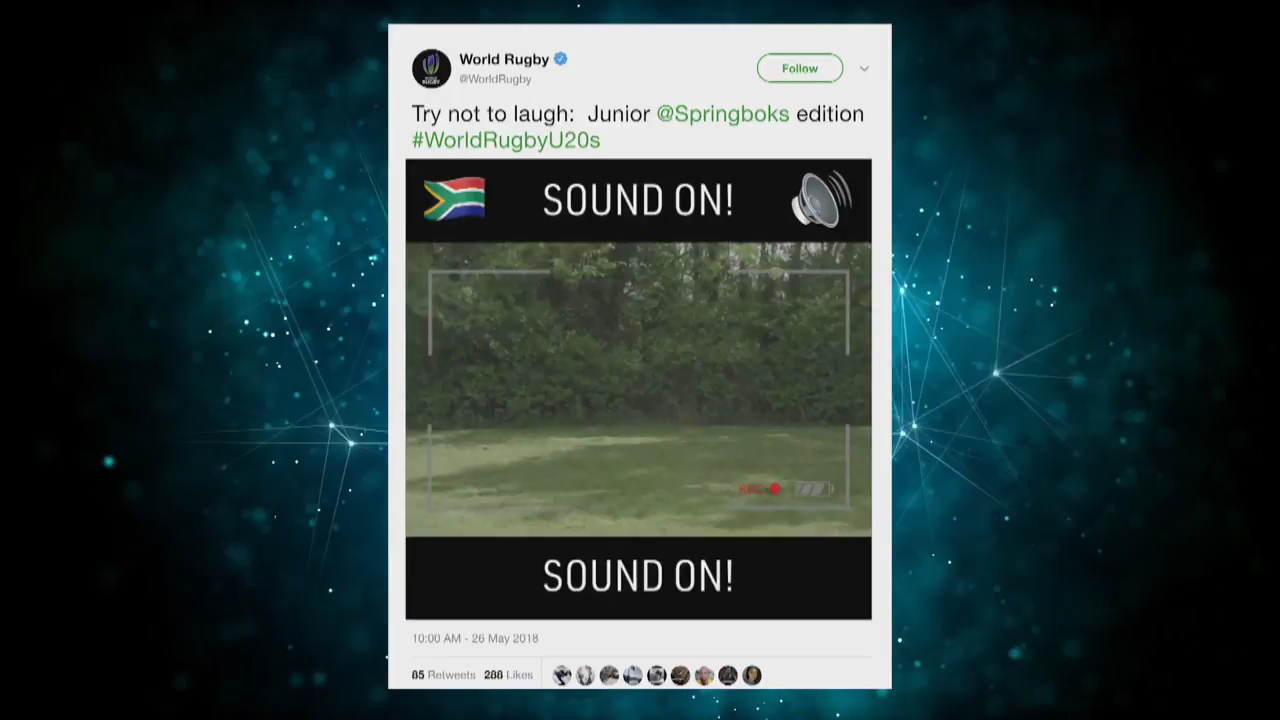 World Rugby
@WorldRugby
Follow
Try not to laugh: Junior @Springboks edition
#WorldRugbyU20s
SOUND ON!
REC
SOUND ON!
10:00 AM - 26 May 2018
85 Retweets 288 Likes